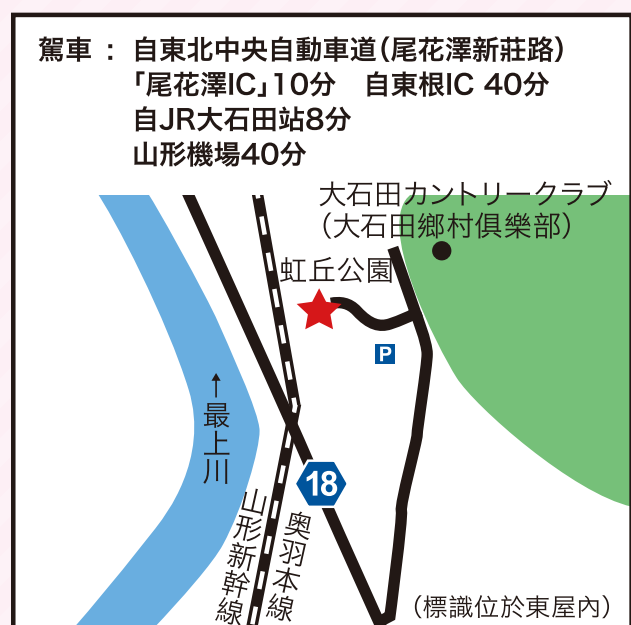 駕車 : 自東北中央自動車道(尾花澤新莊路)
「尾花澤IC」10分 自東根IC 40分
自JR大石田站8分
山形機場40分
大石田カントリークラブ
(大石田鄉村俱樂部)
虹丘公園
P
←最上川
18
山形新幹線
奥羽本線
(標識位於東屋內)